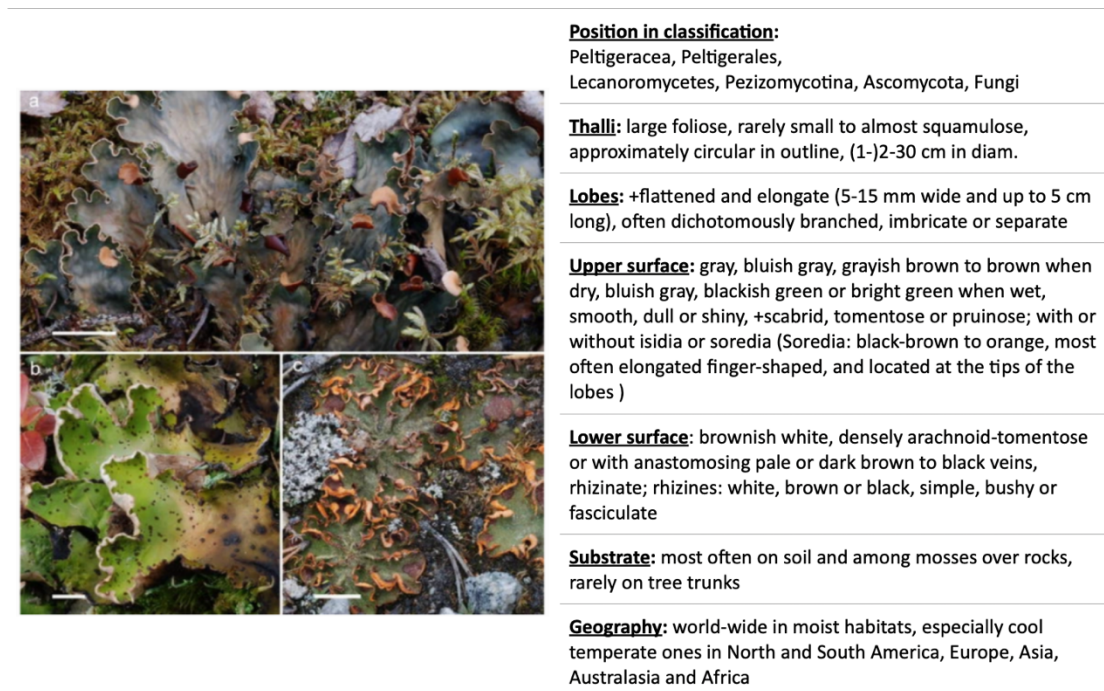 a
b
c
Position in classification:
Peltigeracea, Peltigerales,
Lecanoromycetes, Pezizomycotina, Ascomycota, Fungi
Thalli: large foliose, rarely small to almost squamulose,
approximately circular in outline, (1-)2-30 cm in diam.
Lobes: +flattened and elongate (5-15 mm wide and up to 5 cm
long), often dichotomously branched, imbricate or separate
Upper surface: gray, bluish gray, grayish brown to brown when
dry, bluish gray, blackish green or bright green when wet,
smooth, dull or shiny, +scabrid, tomentose or pruinose; with or
without isidia or soredia (Soredia: black-brown to orange, most
often elongated finger-shaped, and located at the tips of the
lobes )
Lower surface: brownish white, densely arachnoid-tomentose
or with anastomosing pale or dark brown to black veins,
rhizinate; rhizines: white, brown or black, simple, bushy or
fasciculate
Substrate: most often on soil and among mosses over rocks,
rarely on tree trunks
Geography: world-wide in moist habitats, especially cool
temperate ones in North and South America, Europe, Asia,
Australasia and Africa